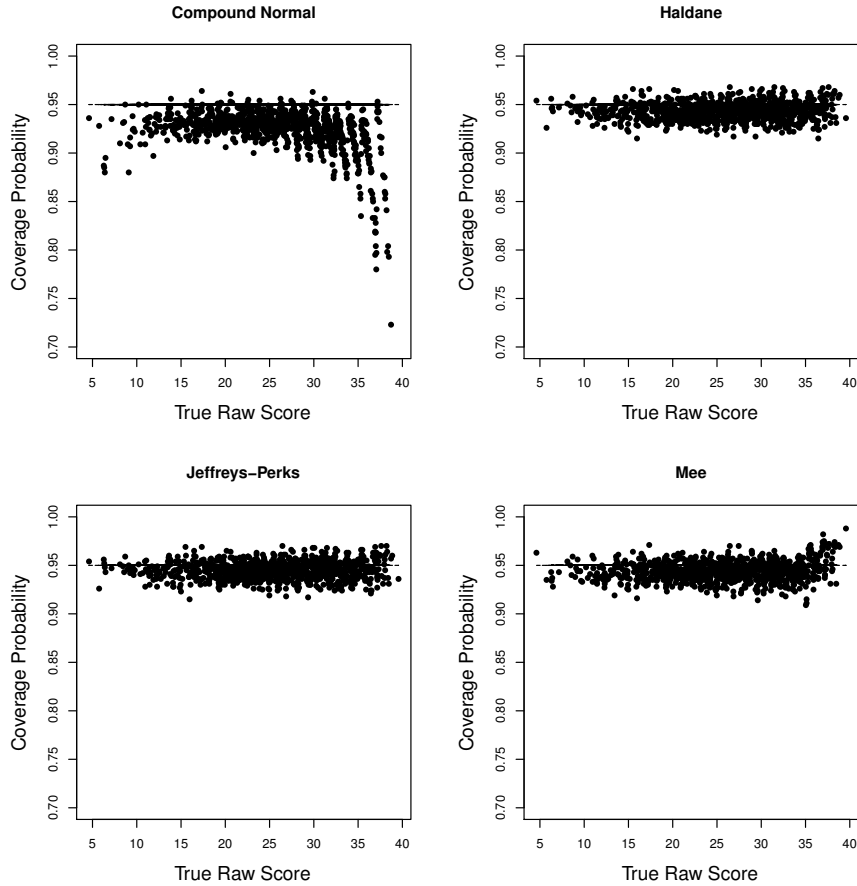 Compound Normal
Haldane
Coverage Probability
1.00
0.95
0.90
0.85
0.80
0.75
0.70
5 10 15 20 25 30 35 40
True Raw Score
Coverage Probability
1.00
0.95
0.90
0.85
0.80
0.75
0.70
5 10 15 20 25 30 35 40
True Raw Score
Jeffreys−Perks
Mee
Coverage Probability
1.00
0.95
0.90
0.85
0.80
0.75
0.70
5 10 15 20 25 30 35 40
True Raw Score
Coverage Probability
1.00
0.95
0.90
0.85
0.80
0.75
0.70
5 10 15 20 25 30 35 40
True Raw Score